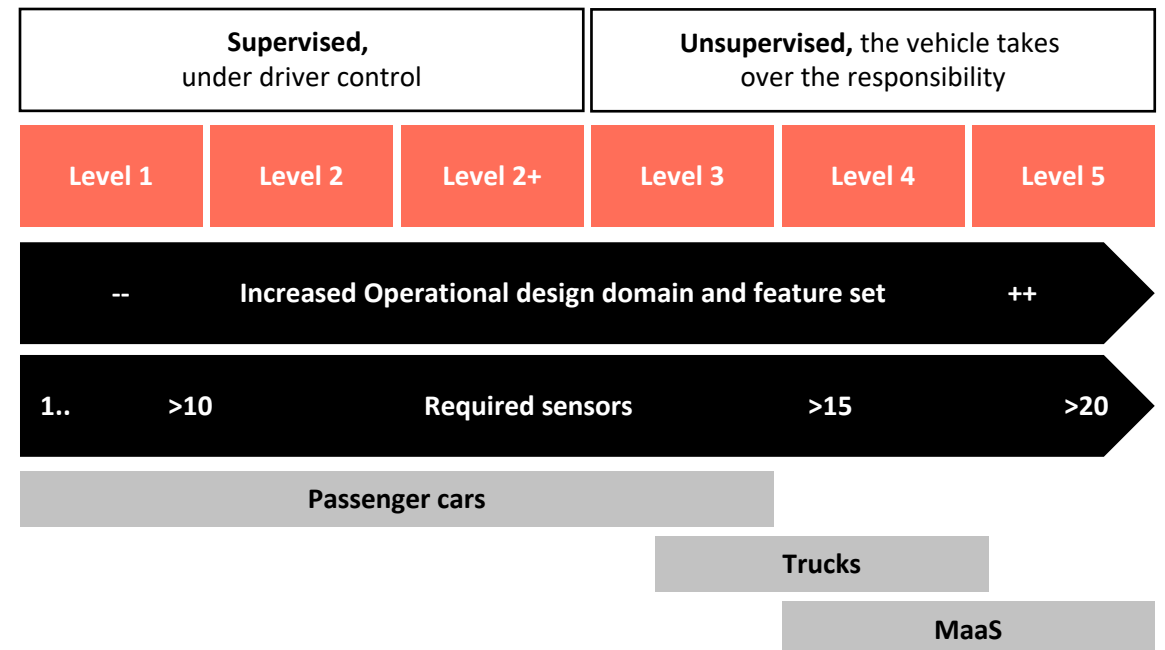 Supervised,
under driver control
Unsupervised, the vehicle takes
over the responsibility
Level 1
Level 2
Level 2+
Level 3
Level 4
Level 5
-- Increased Operational design domain and feature set ++
1.. >10 Required sensors >15 >20
Passenger cars
Trucks
MaaS